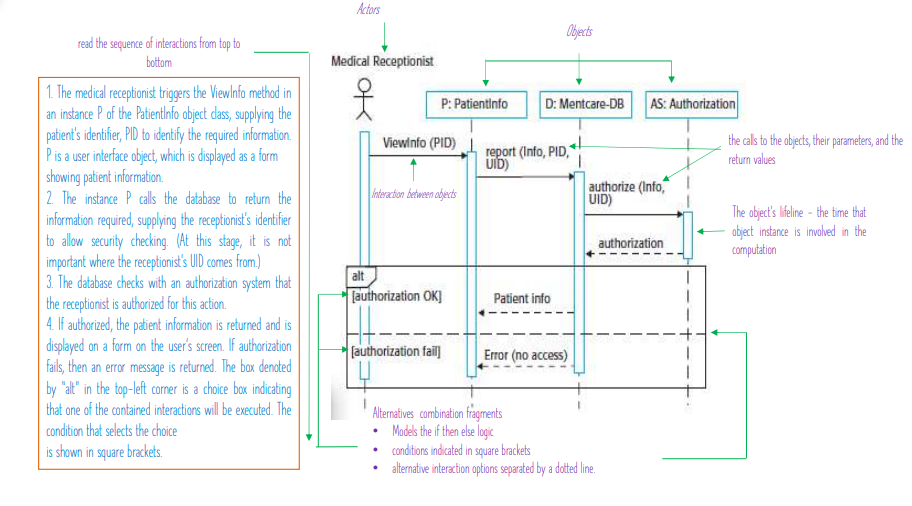 Actors
Objects
read the sequence of interactions from top to
bottom
Medical Receptionist
P: PatientInfo
D: Mentcare-DB
AS: Authorization
1. The medical receptionist triggers the ViewInfo method in
an instance P of the PatientInfo object class, supplying the
patient's identifier, PID to identify the required information.
P is a user interface object, which is displayed as a form
showing patient information.
2. The instance P calls the database to return the
information required, supplying the receptionist's identifier
to allow security checking. (At this stage, it is not
important where the receptionist's UID comes from.)
3. The database checks with an authorization system that
the receptionist is authorized for this action.
4. If authorized, the patient information is returned and is
displayed on a form on the user's screen. If authorization
fails, then an error message is returned. The box denoted
by "alt" in the top-left corner is a choice box indicating
that one of the contained interactions will be executed. The
condition that selects the choice
is shown in square brackets.
ViewInfo (PID)
report (Info, PID,
UID)
Interaction between objects
authorize (Info,
UID)
authorization
the calls to the objects, their parameters, and the
return values
The object's lifeline - the time that
object instance is involved in the
computation
alt
[authorization OK]
Patient info
[authorization fail]
Error (no access)
Alternatives combination fragments
• Models the if then else logic
• conditions indicated in square brackets
• alternative interaction options separated by a dotted line.